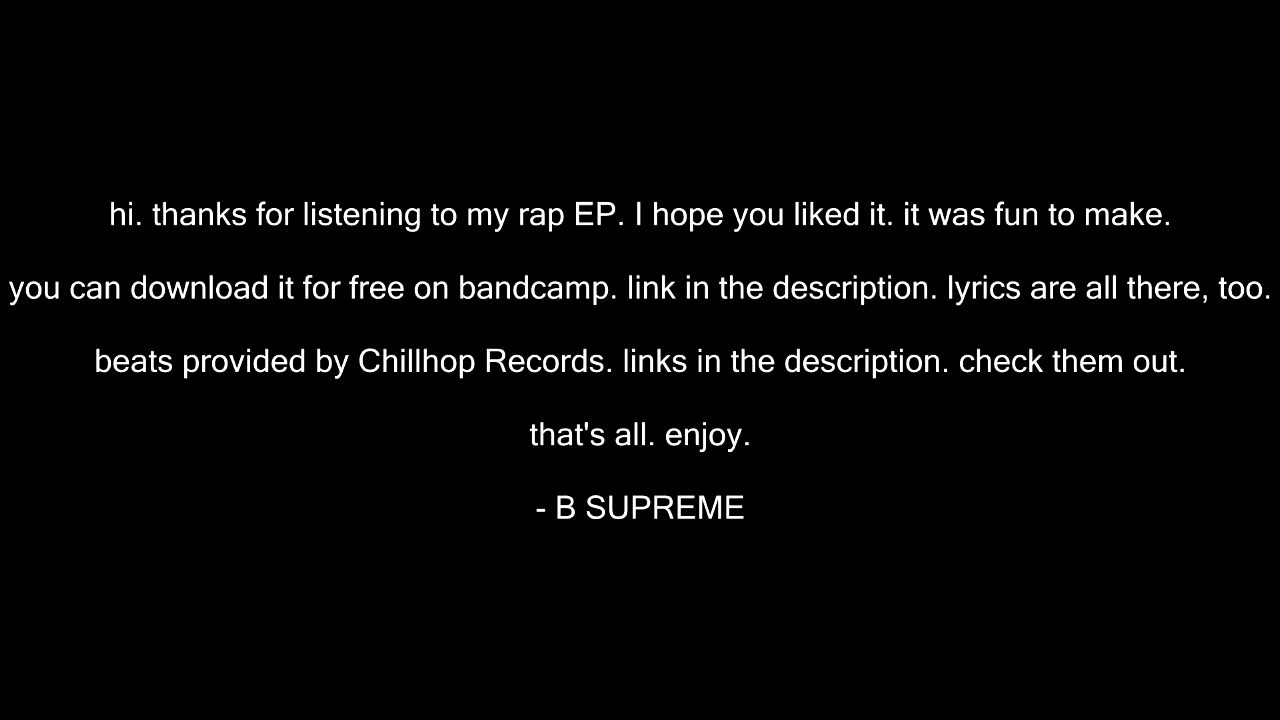 hi. thanks for listening to my rap EP. I hope you liked it. it was fun to make.
you can download it for free on bandcamp. link in the description. lyrics are all there, too.
beats provided by Chillhop Records. links in the description. check them out.
that's all. enjoy.
- B SUPREME